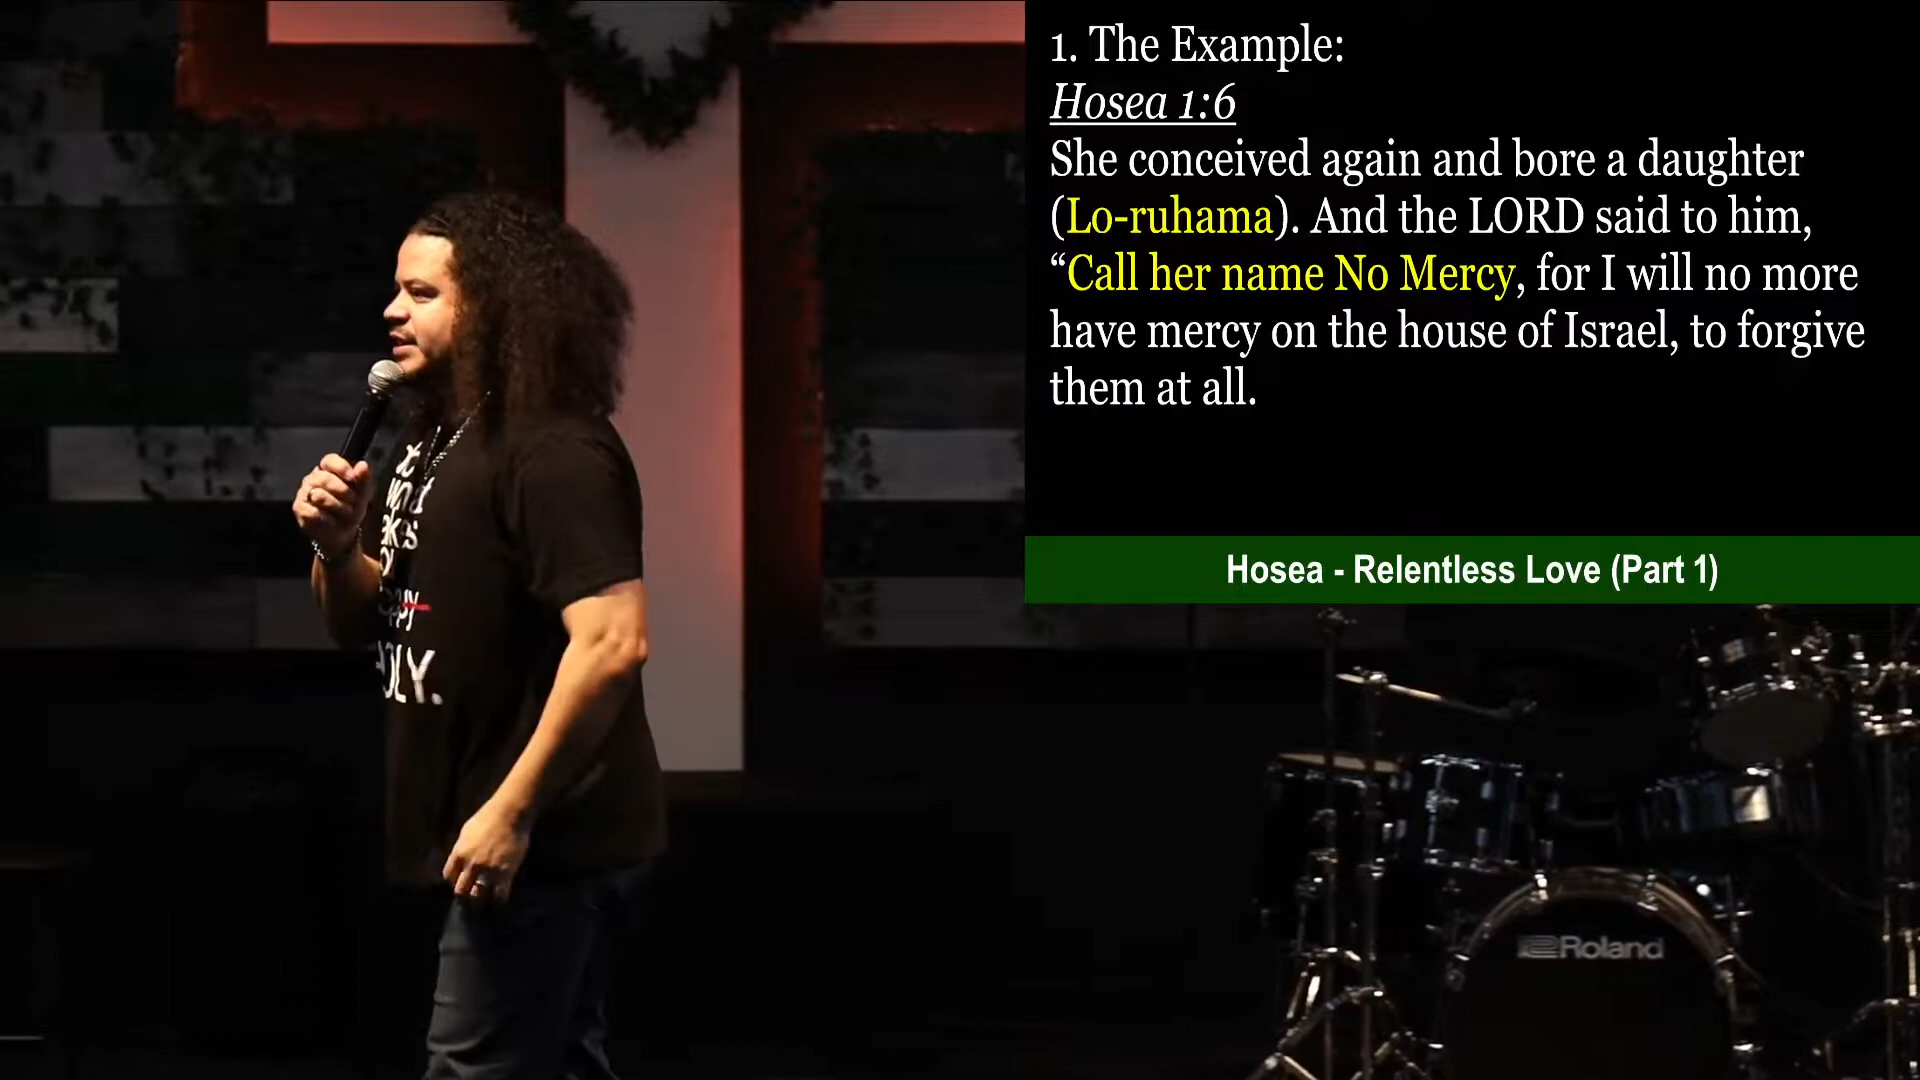 1. The Example:
Hosea 1:6
She conceived again and bore a daughter
(Lo-ruhama). And the LORD said to him,
“Call her name No Mercy, for I will no more
have mercy on the house of Israel, to forgive
them at all.
Hosea - Relentless Love (Part 1)
Roland